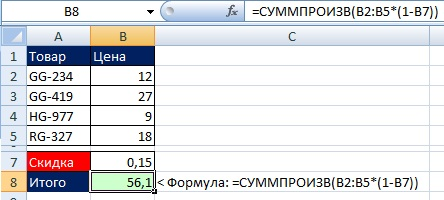 B8 fx =СУММПРОИЗВ(B2:B5*(1-B7))
A B C
1 Товар Цена
2 GG-234 12
3 GG-419 27
4 HG-977 9
5 RG-327 18
7 Скидка 0,15
8 Итого 56,1 < Формула: =СУММПРОИЗВ(B2:B5*(1-B7))